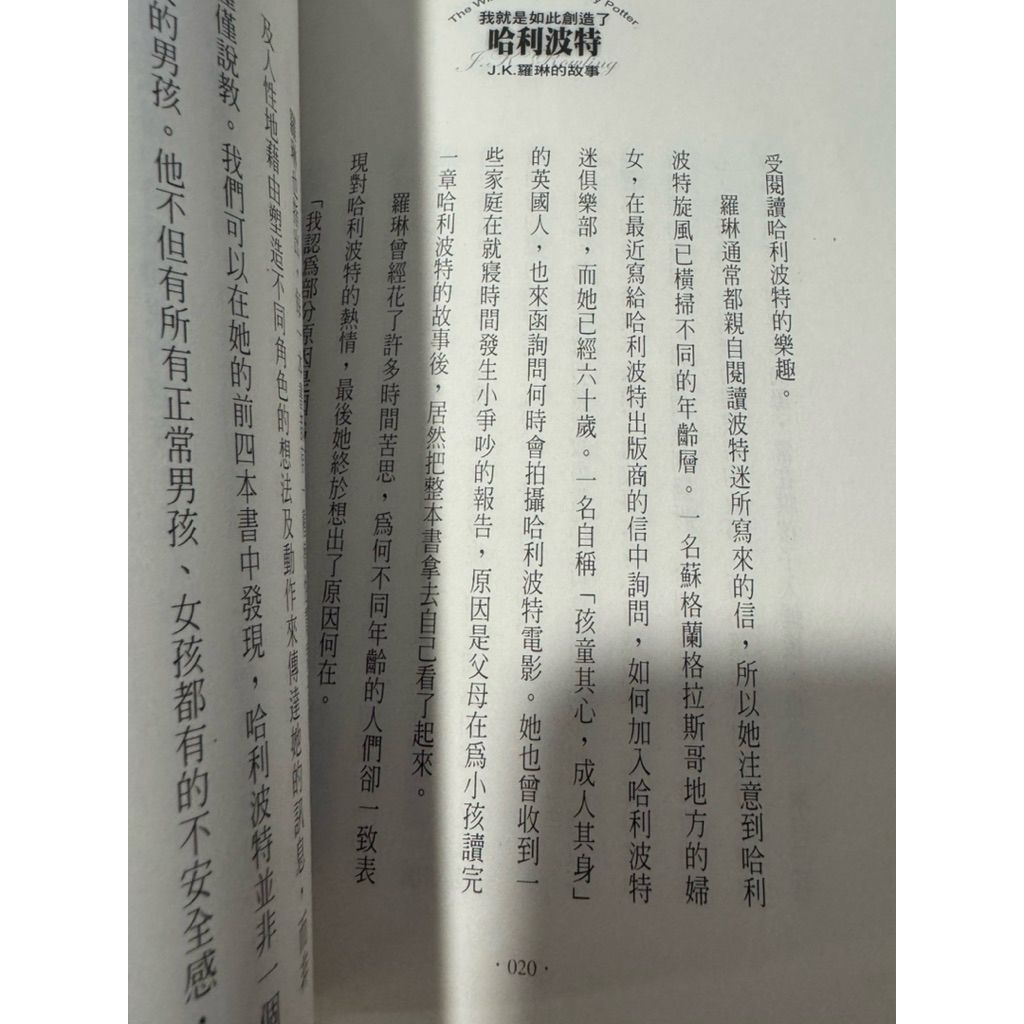 我就是如此創造了
哈利波特
J.K.羅琳的故事
受閱讀哈利波特的樂趣。
羅琳通常都親自閱讀波特迷所寫來的信，所以她注意到哈利
波特旋風已橫掃不同的年齡層。一名蘇格蘭格拉斯哥地方的婦
女，在最近寫給哈利波特出版商的信中詢問，如何加入哈利波特
迷俱樂部，而她已經六十歲。一名自稱「孩童其心，成人其身」
的英國人，也來函詢問何時會拍攝哈利波特電影。她也曾收到一
些家庭在就寢時間發生小爭吵的報告，原因是父母在爲小孩讀完
一章哈利波特的故事後，居然把整本書拿去自己看了起來。
羅琳曾經花了許多時間苦思，爲何不同年齡的人們卻一致表
現對哈利波特的熱情，最後她終於想出了原因何在。
「我認爲部分原因是
及人性地藉由塑造不同角色的想法及動作來傳達她的訊息，而
僅說教。我們可以在她的前四本書中發現，哈利波特並非一個
的男孩。他不但有所有正常男孩、女孩都有的不安全感，
·020·